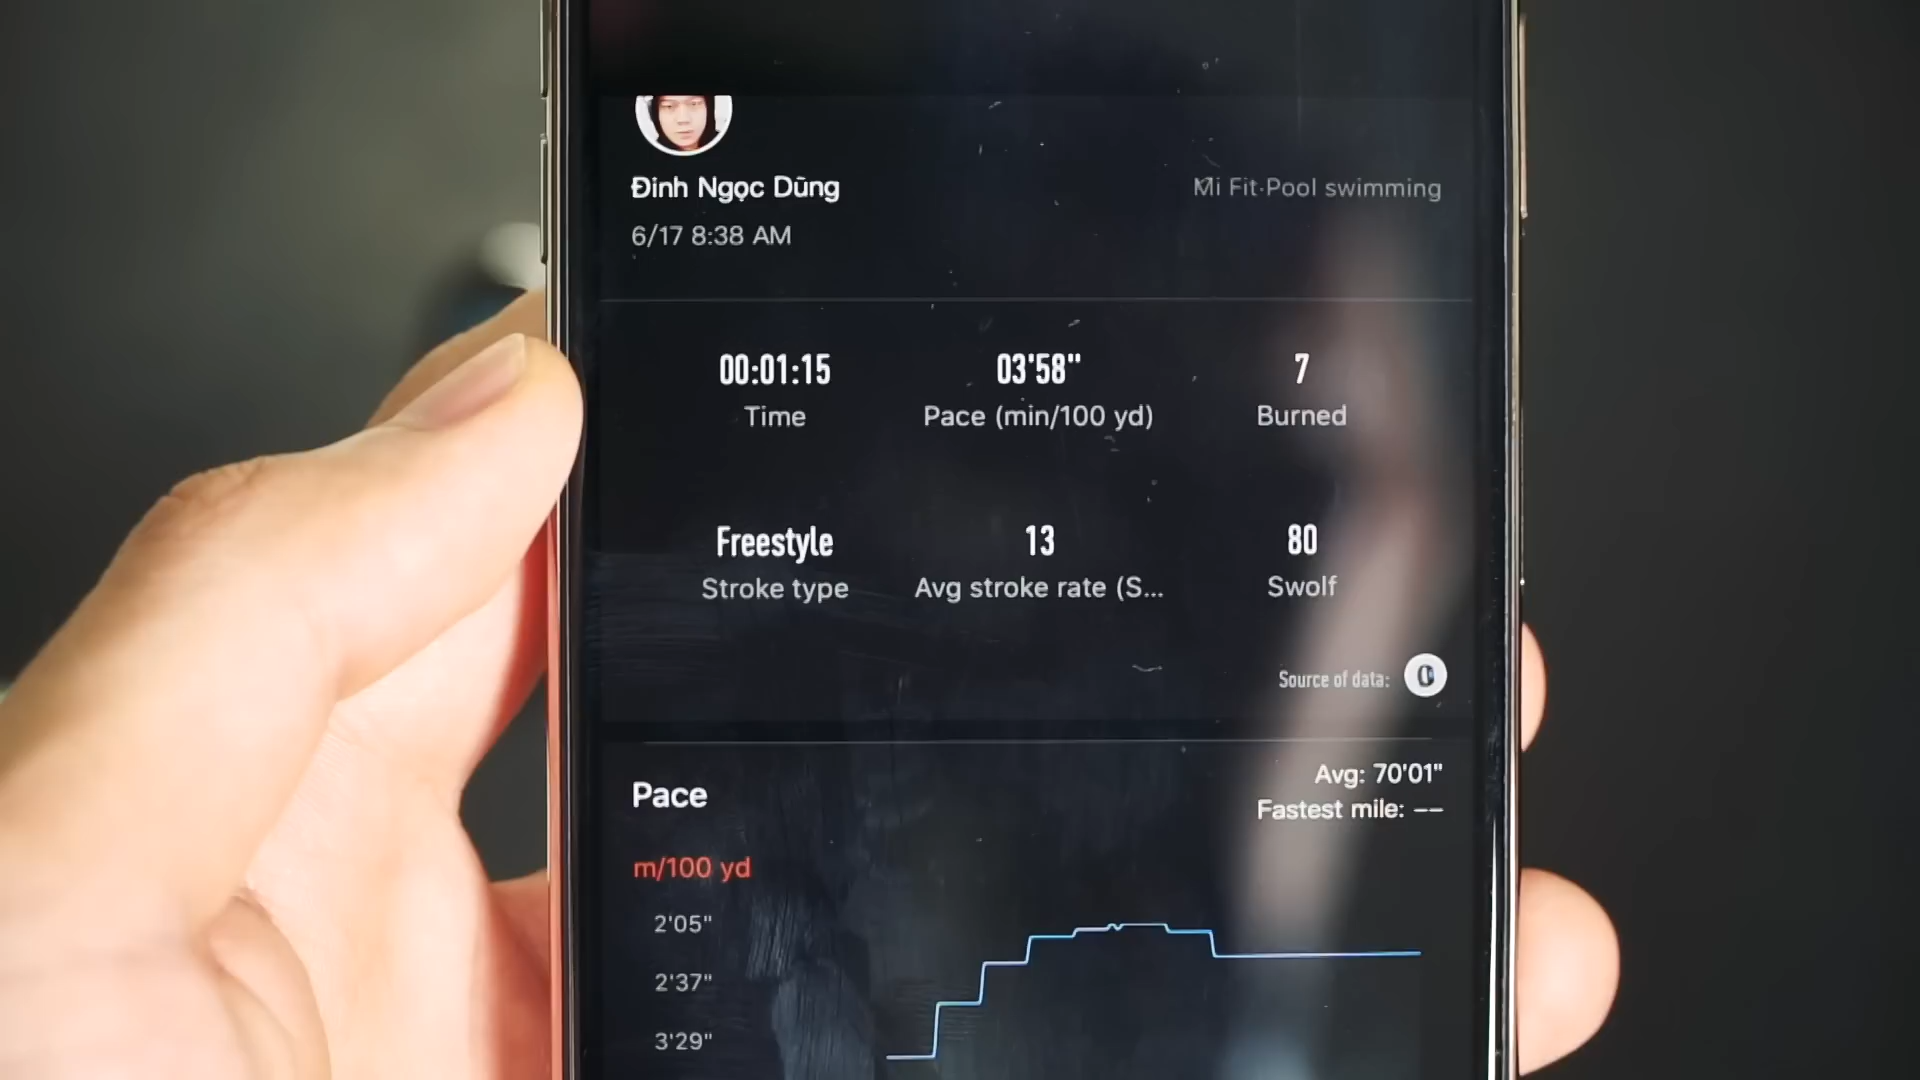 Đinh Ngọc Dũng
Mi Fit·Pool swimming
6/17 8:38 AM
00:01:15
03'58"
7
Time
Pace (min/100 yd)
Burned
Freestyle
13
80
Stroke type
Avg stroke rate (S...
Swolf
Source of data:
Pace
Avg: 70'01"
Fastest mile: --
m/100 yd
2'05"
2'37"
3'29"